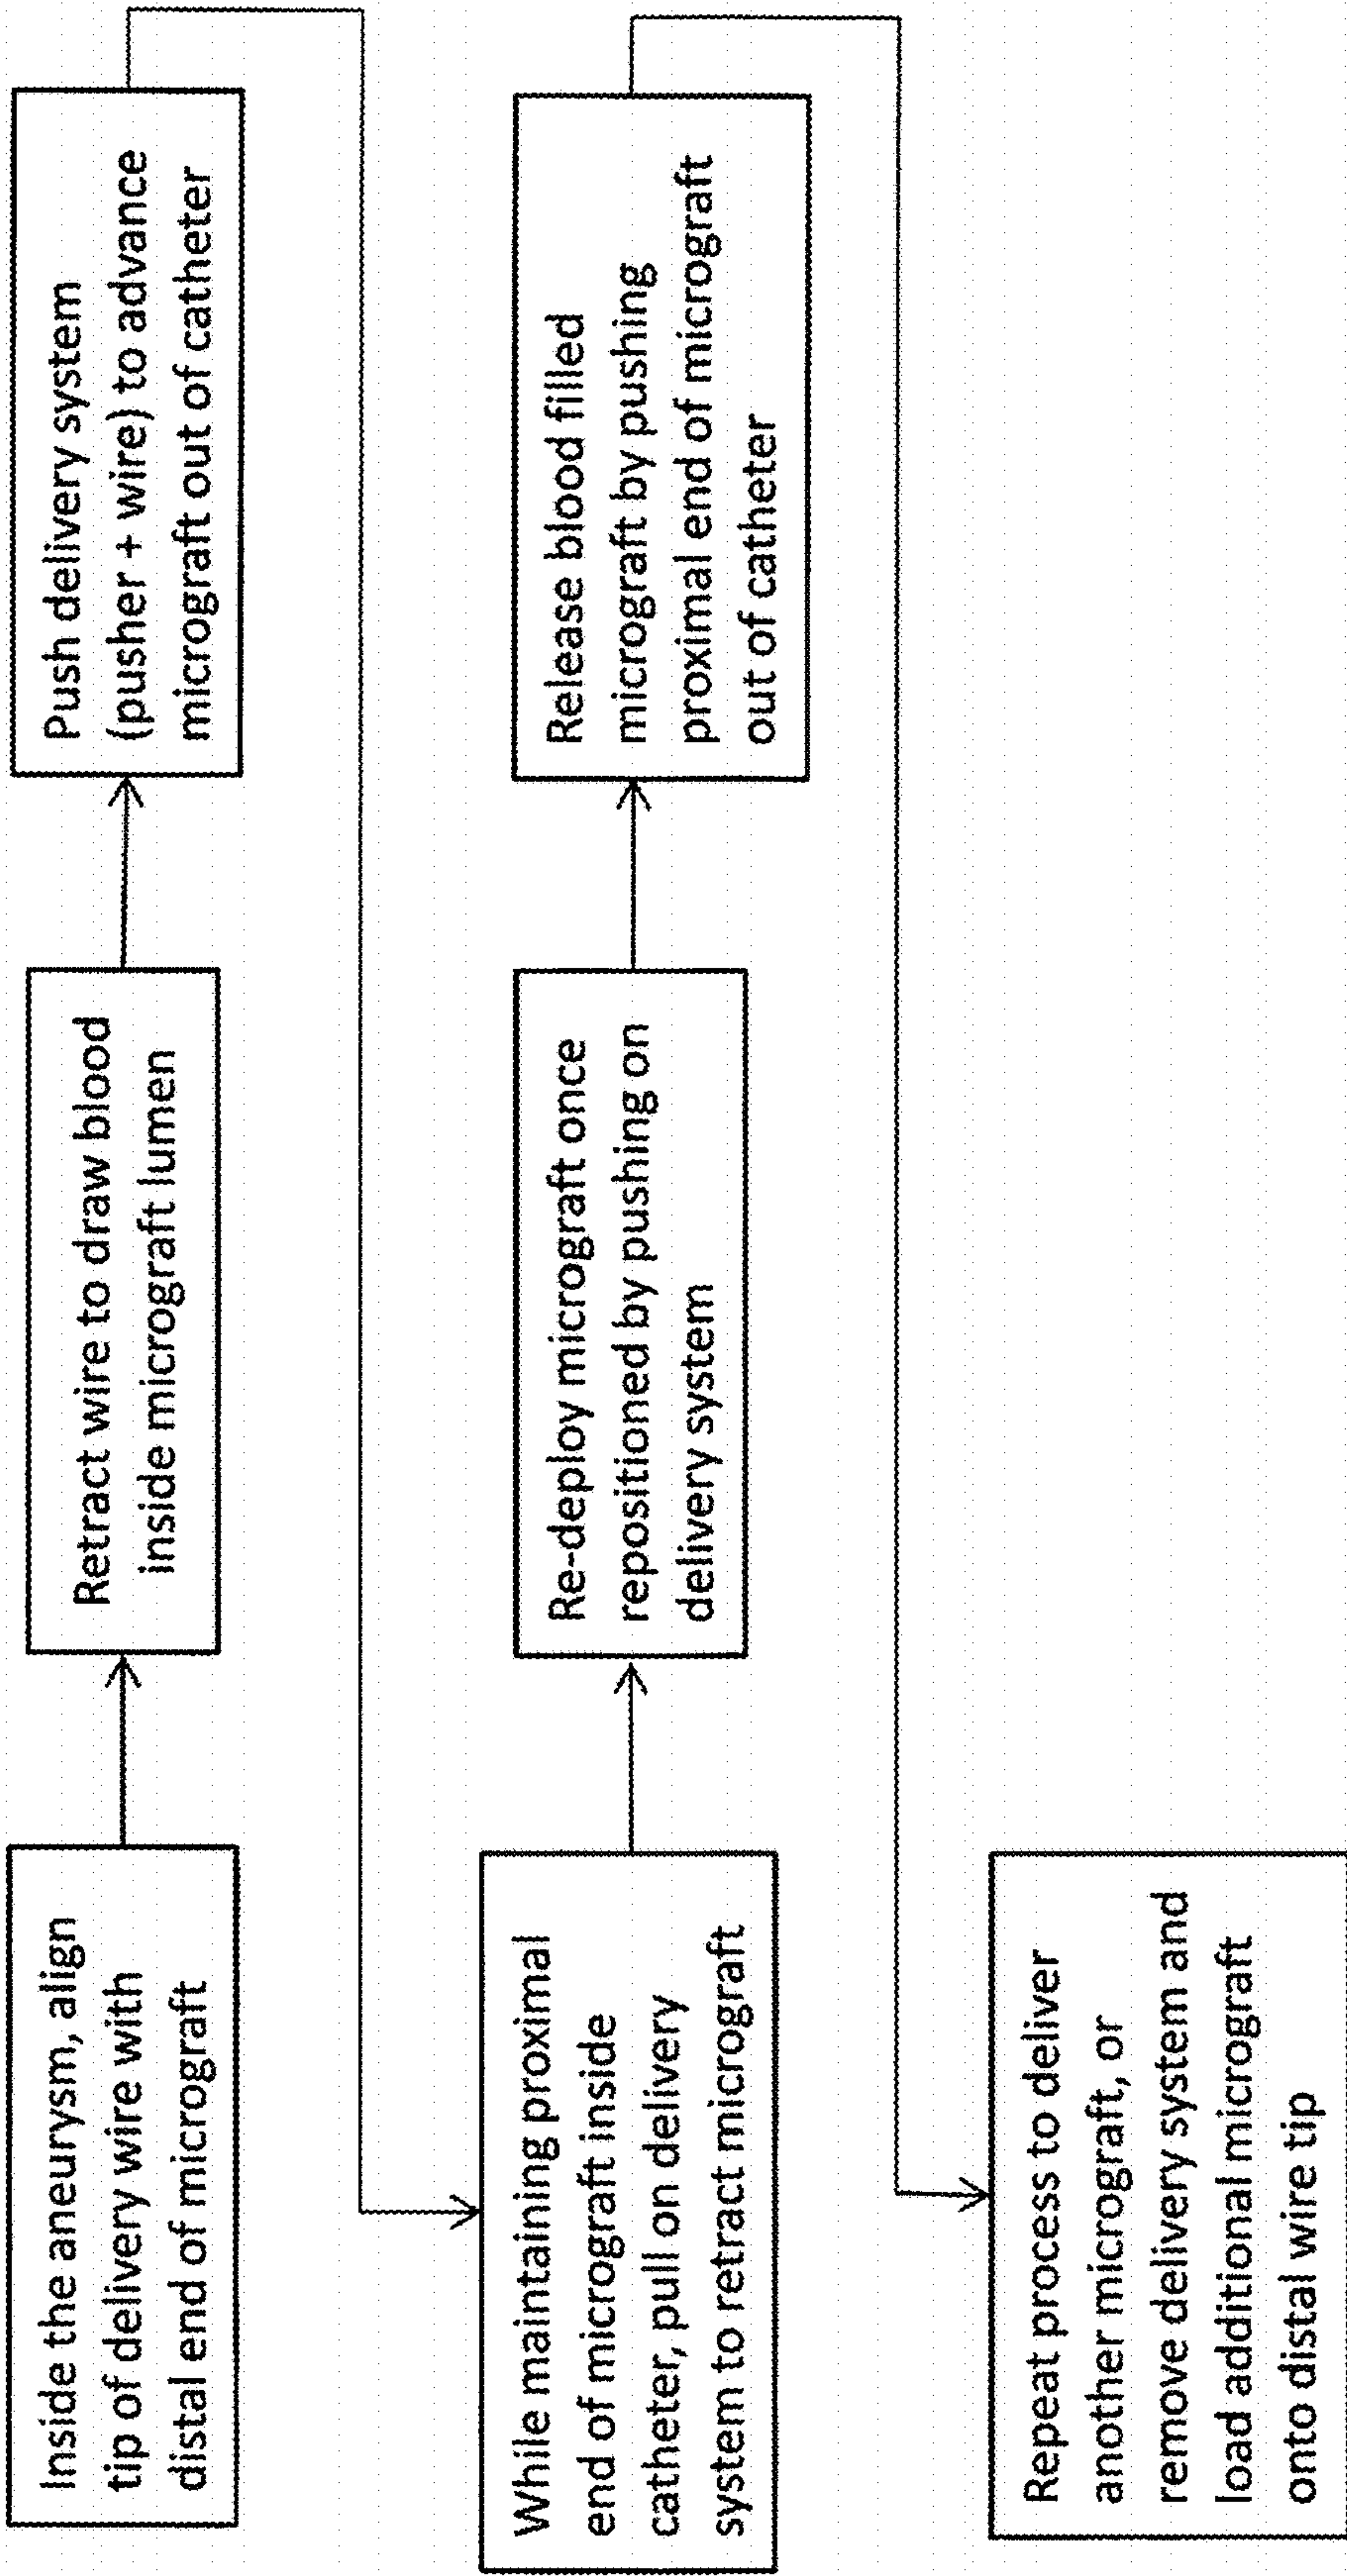 Inside the aneurysm, align
tip of delivery wire with
distal end of micrograft
Retract wire to draw blood
inside micrograft lumen
Push delivery system
(pusher + wire) to advance
micrograft out of catheter
While maintaining proximal
end of micrograft inside
catheter, pull on delivery
system to retract micrograft
Re-deploy micrograft once
repositioned by pushing on
delivery system
Release blood filled
micrograft by pushing
proximal end of micrograft
out of catheter
Repeat process to deliver
another micrograft, or
remove delivery system and
load additional micrograft
onto distal wire tip